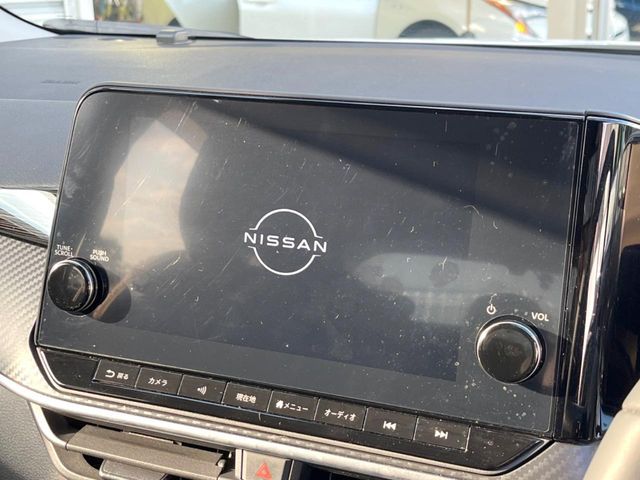 NISSAN
TUNE·
SCROLL
PUSH
SOUND
VOL
戻る
カメラ
現在地
メニュー
オーディオ